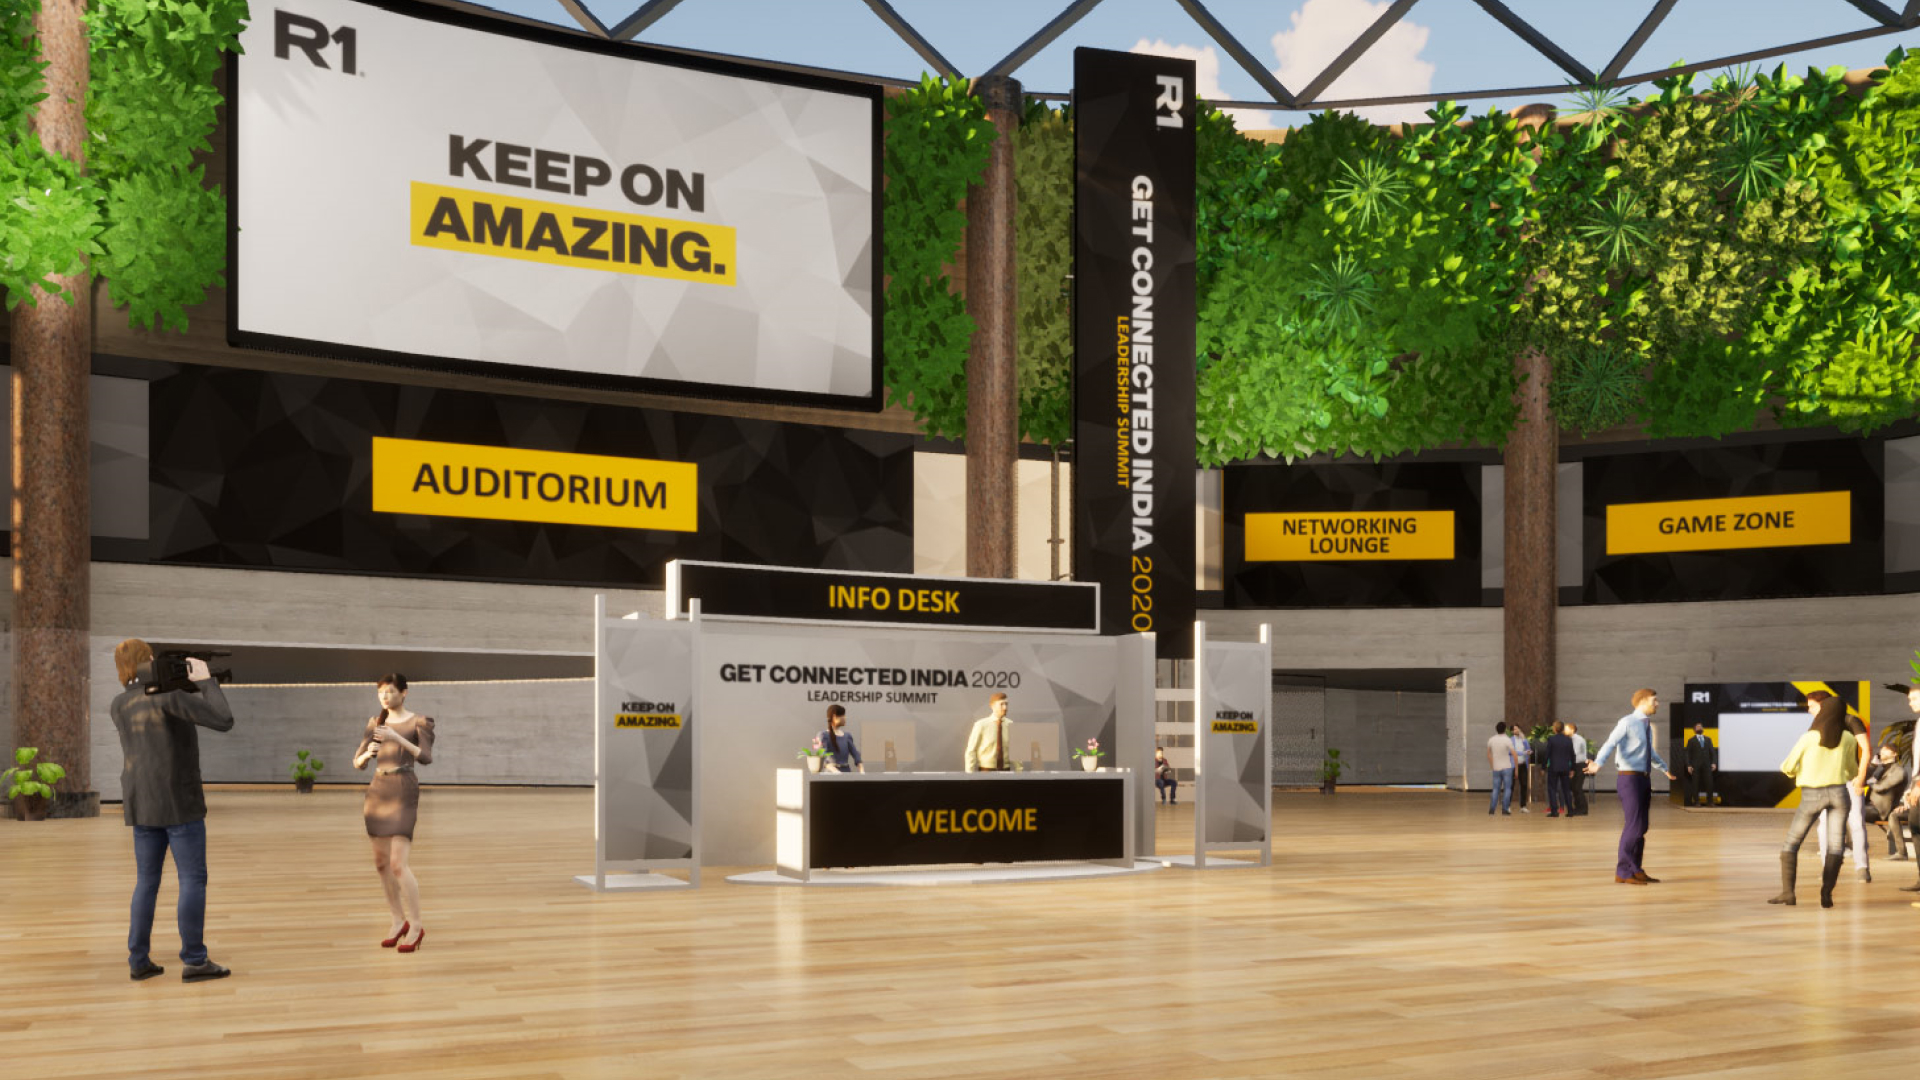 R1
KEEP ON
AMAZING.
R1
GET CONNECTED INDIA 2020
LEADERSHIP SUMMIT
AUDITORIUM
NETWORKING
LOUNGE
GAME ZONE
INFO DESK
GET CONNECTED INDIA 2020
LEADERSHIP SUMMIT
KEEP ON
AMAZING.
KEEP ON
AMAZING.
WELCOME
R1